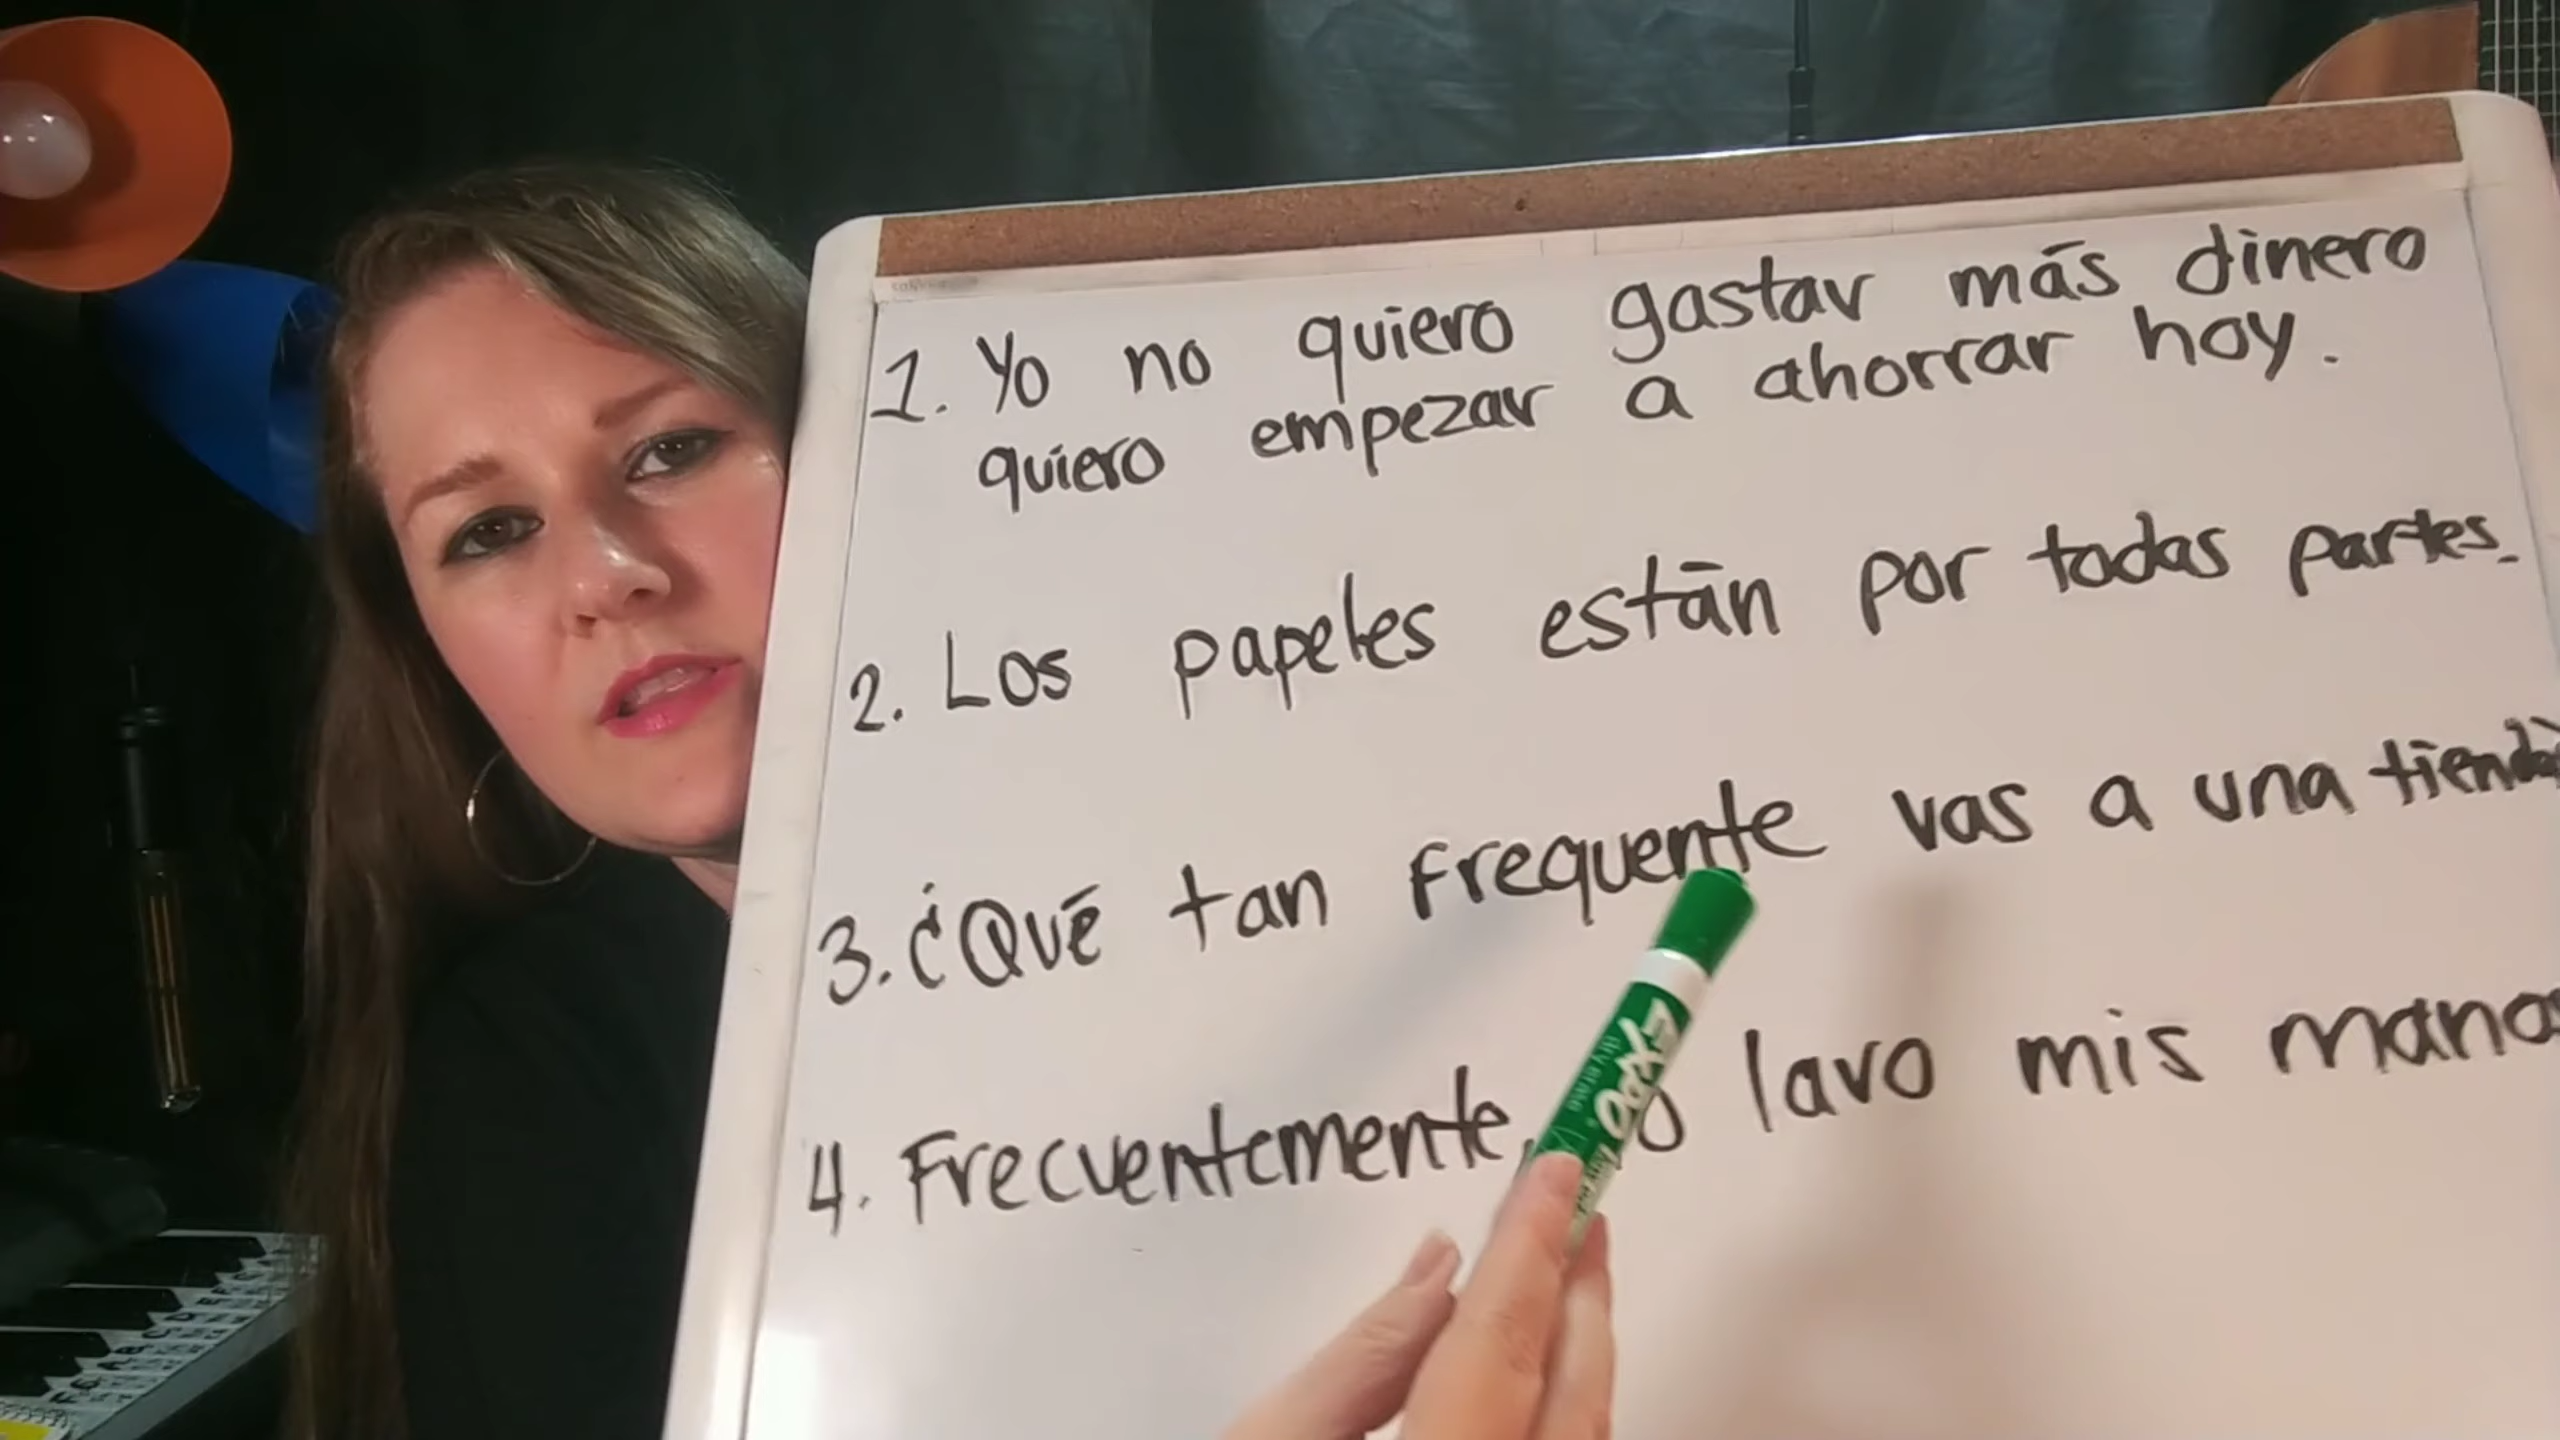 1. Yo no quiero gastar más dinero
quiero empezar a ahorrar hoy.
2. Los papeles están por todas partes.
3. ¿Qué tan frequente vas a una tienda
4. Frecuentemente, lavo mis manos
EXPO